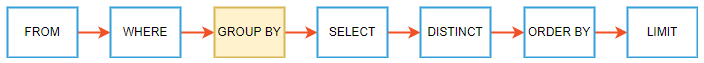 FROM WHERE GROUP BY SELECT DISTINCT ORDER BY LIMIT